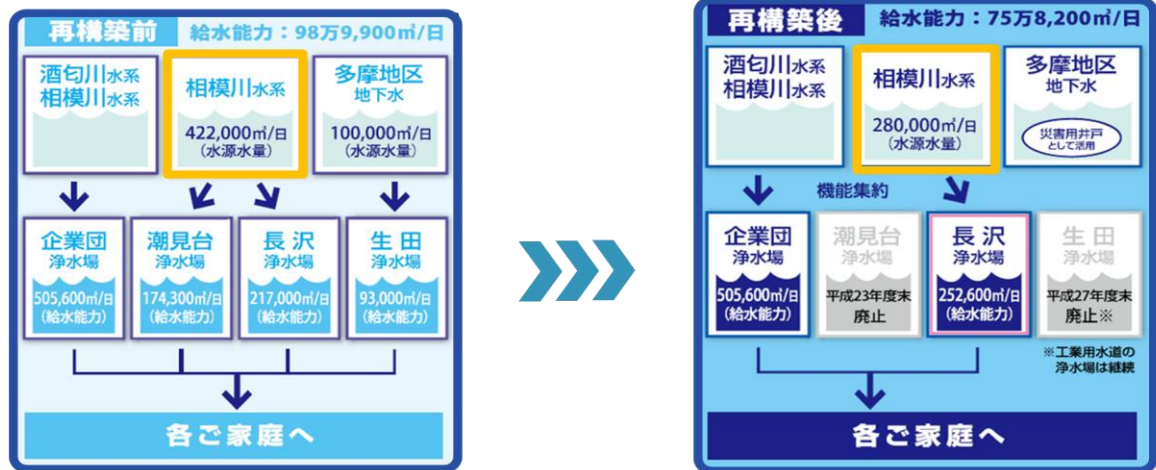 再構築前 給水能力：98万9,900㎥/日
酒匂川水系
相模川水系
相模川水系
422,000㎥/日
(水源水量)
多摩地区
地下水
100,000㎥/日
(水源水量)
企業団
浄水場
505,600㎥/日
(給水能力)
潮見台
浄水場
174,300㎥/日
(給水能力)
長沢
浄水場
217,000㎥/日
(給水能力)
生田
浄水場
93,000㎥/日
(給水能力)
各ご家庭へ
再構築後 給水能力：75万8,200㎥/日
酒匂川水系
相模川水系
相模川水系
280,000㎥/日
(水源水量)
多摩地区
地下水
災害用井戸
として活用
機能集約
企業団
浄水場
505,600㎥/日
(給水能力)
潮見台
浄水場
平成23年度末
廃止
長沢
浄水場
252,600㎥/日
(給水能力)
生田
浄水場
平成27年度末
廃止※
※工業用水道の
浄水場は継続
各ご家庭へ